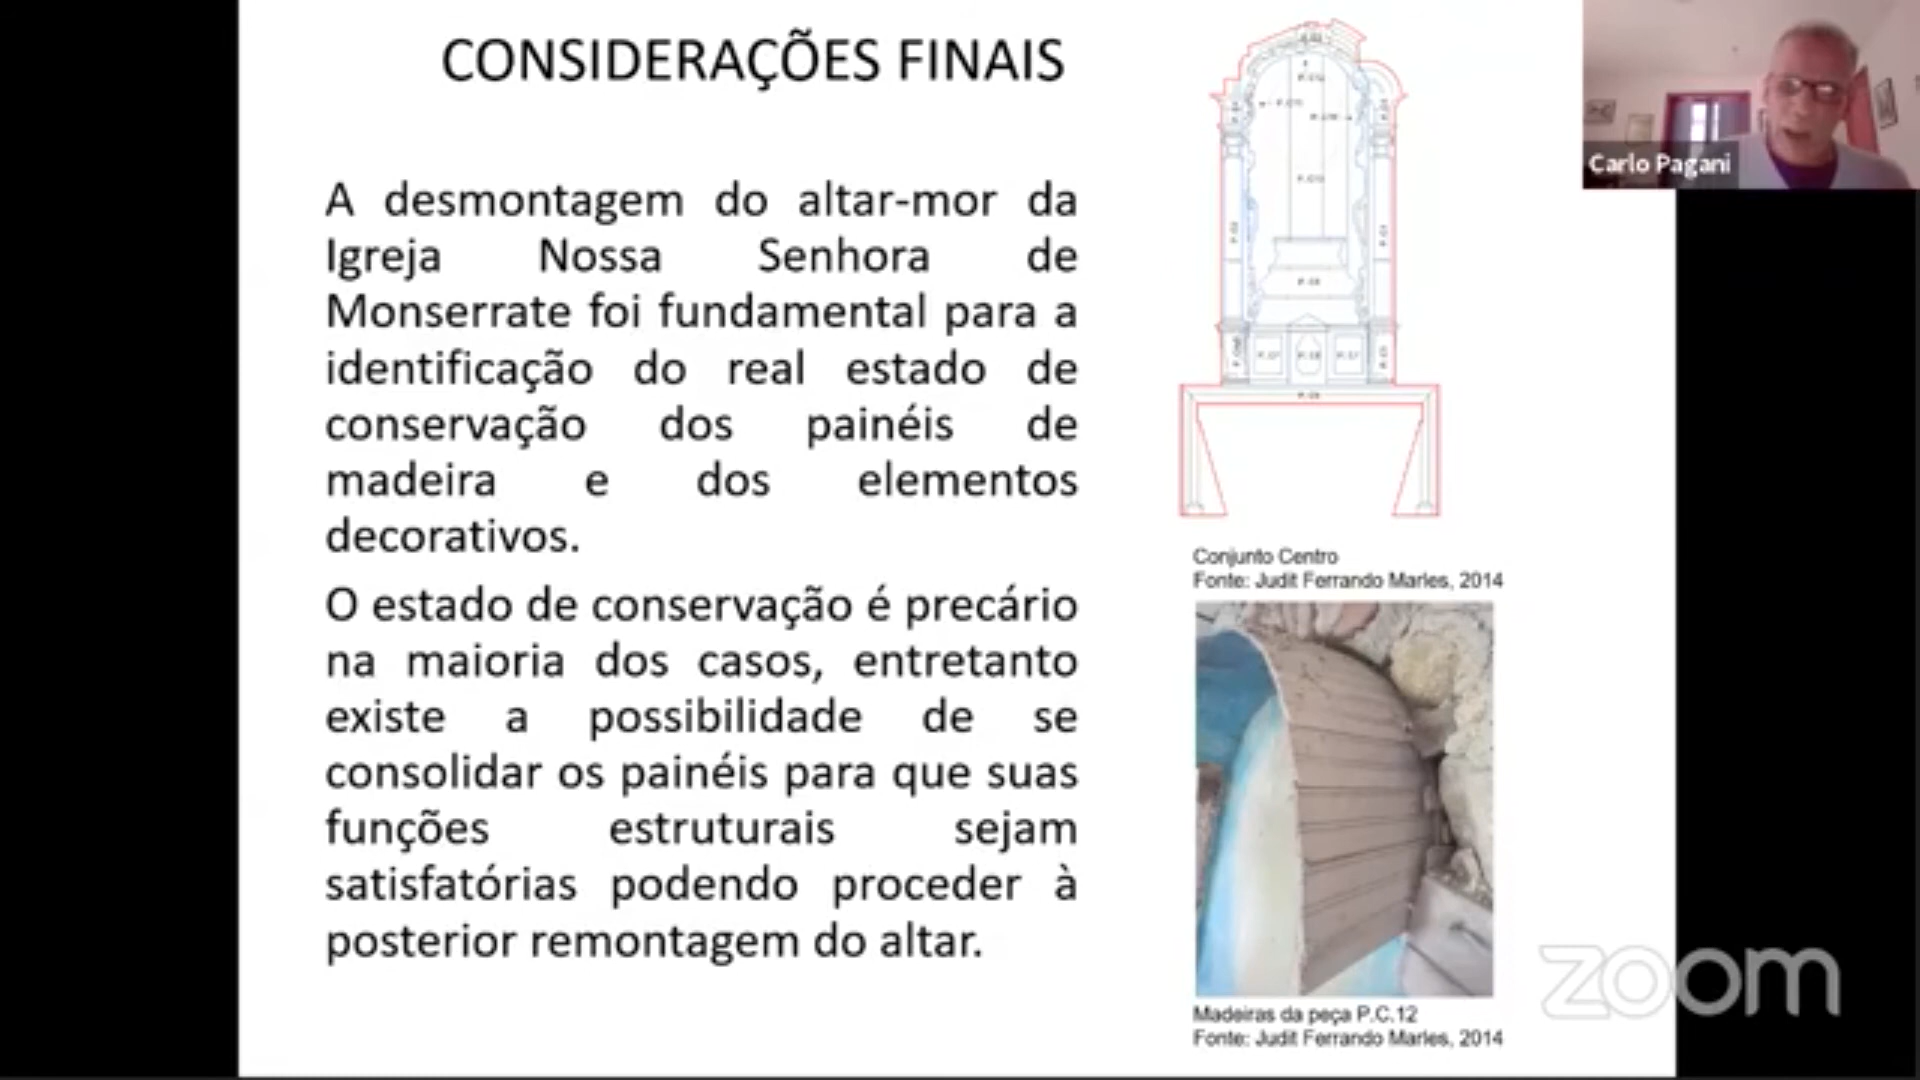 CONSIDERAÇÕES FINAIS
A desmontagem do altar-mor da
Igreja Nossa Senhora de
Monserrate foi fundamental para a
identificação do real estado de
conservação dos painéis de
madeira e dos elementos
decorativos.
O estado de conservação é precário
na maioria dos casos, entretanto
existe a possibilidade de se
consolidar os painéis para que suas
funções estruturais sejam
satisfatórias podendo proceder à
posterior remontagem do altar.
Conjunto Centro
Fonte: Judit Ferrando Marles, 2014
Madeiras da peça P.C.12
Fonte: Judit Ferrando Marles, 2014
Carlo Pagani
zoom